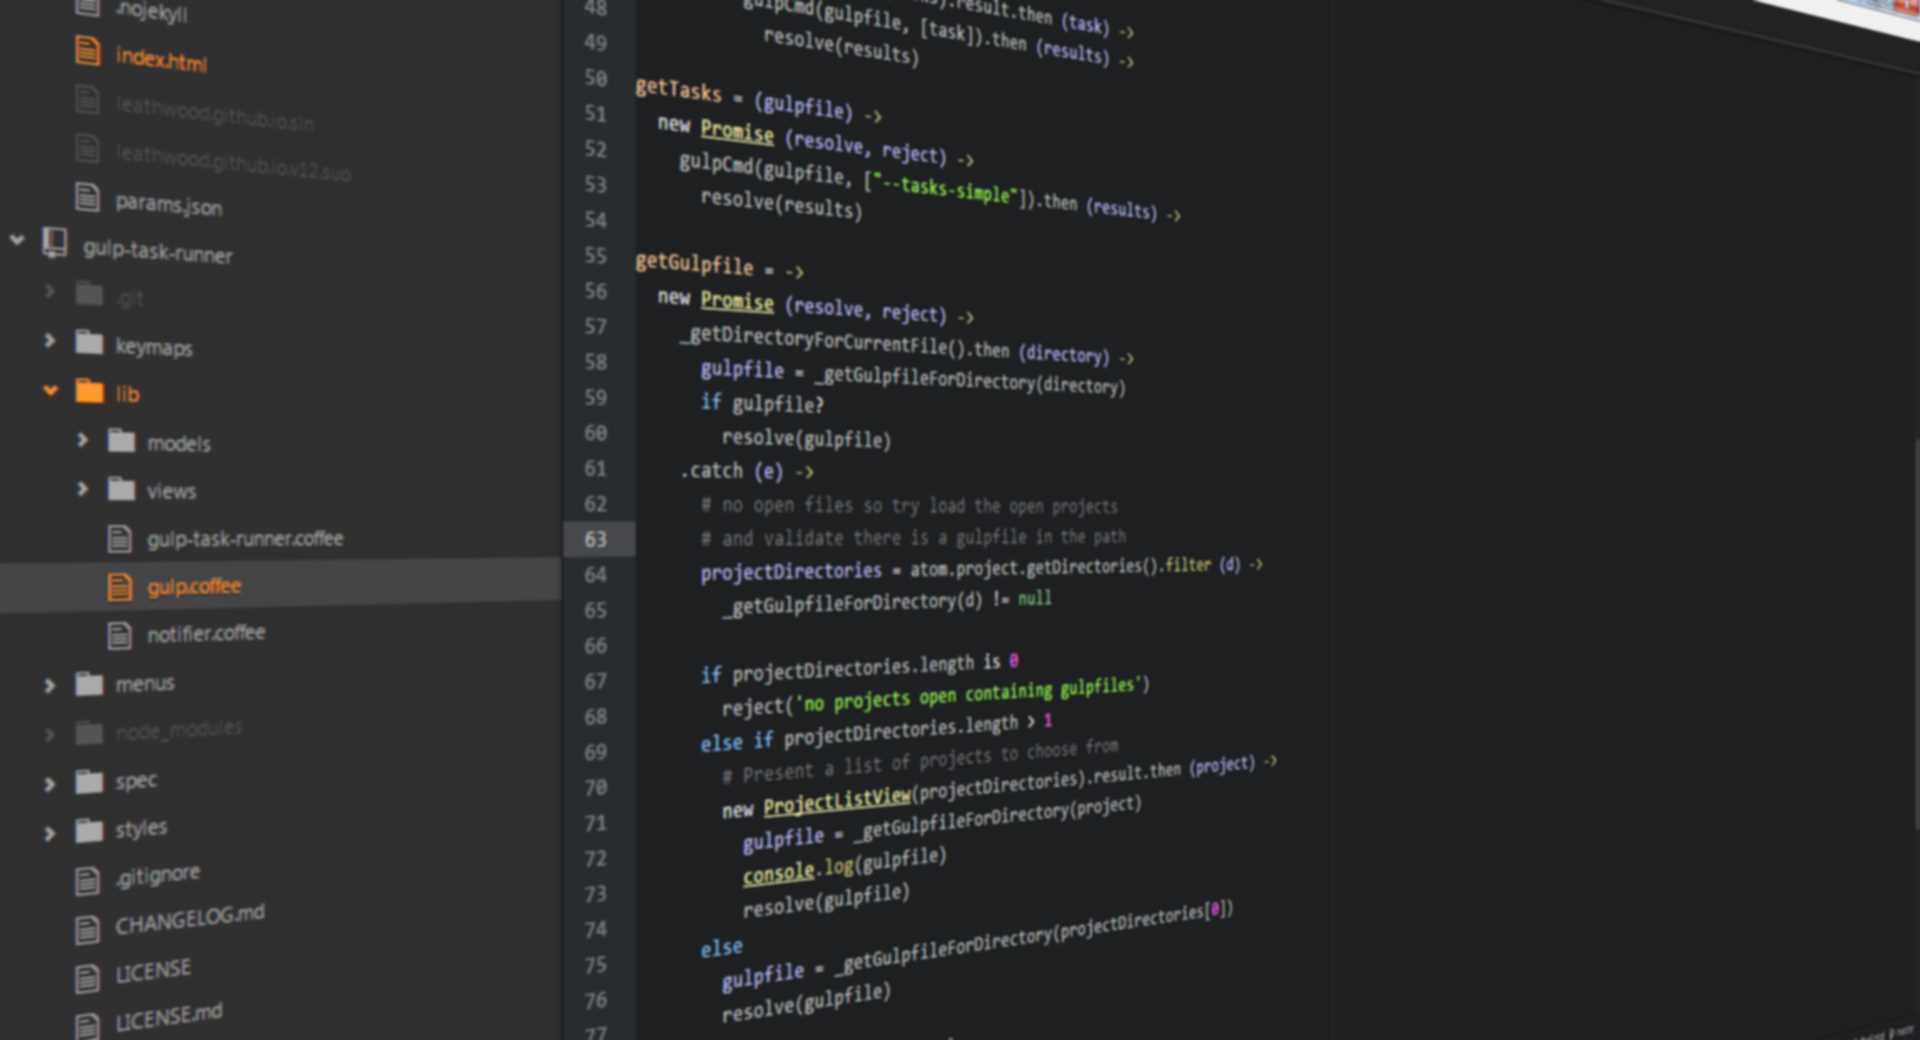 .nojekyll
index.html
leathwood.github.io.sln
leathwood.github.io.v12.suo
params.json
gulp-task-runner
.git
keymaps
lib
models
views
gulp-task-runner.coffee
gulp.coffee
notifier.coffee
menus
node_modules
spec
styles
.gitignore
CHANGELOG.md
LICENSE
LICENSE.md
.result.then (task) ->
gulpCmd(gulpfile, [task]).then (results) ->
48 resolve(results)
49
50 getTasks = (gulpfile) ->
51 new Promise (resolve, reject) ->
52 gulpCmd(gulpfile, ["--tasks-simple"]).then (results) ->
53 resolve(results)
54
55 getGulpfile = ->
56 new Promise (resolve, reject) ->
57 _getDirectoryForCurrentFile().then (directory) ->
58 gulpfile = _getGulpfileForDirectory(directory)
59 if gulpfile?
60 resolve(gulpfile)
61 .catch (e) ->
62 # no open files so try load the open projects
63 # and validate there is a gulpfile in the path
64 projectDirectories = atom.project.getDirectories().filter (d) ->
65 _getGulpfileForDirectory(d) != null
66
67 if projectDirectories.length is 0
68 reject('no projects open containing gulpfiles')
69 else if projectDirectories.length > 1
70 # Present a list of projects to choose from
71 new ProjectListView(projectDirectories).result.then (project) ->
72 gulpfile = _getGulpfileForDirectory(project)
73 console.log(gulpfile)
74 resolve(gulpfile)
75 else
76 gulpfile = _getGulpfileForDirectory(projectDirectories[0])
77 resolve(gulpfile)